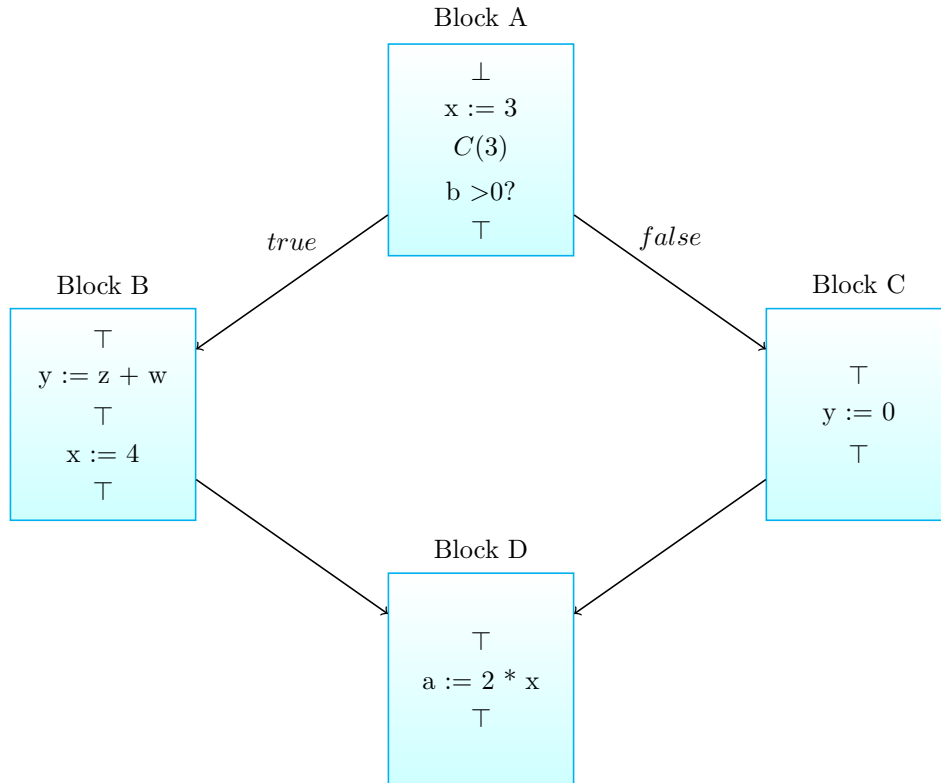 Block A
⊥
x := 3
C(3)
b >0?
⊤
true
false
Block B
⊤
y := z + w
⊤
x := 4
⊤
Block C
⊤
y := 0
⊤
Block D
⊤
a := 2 * x
⊤